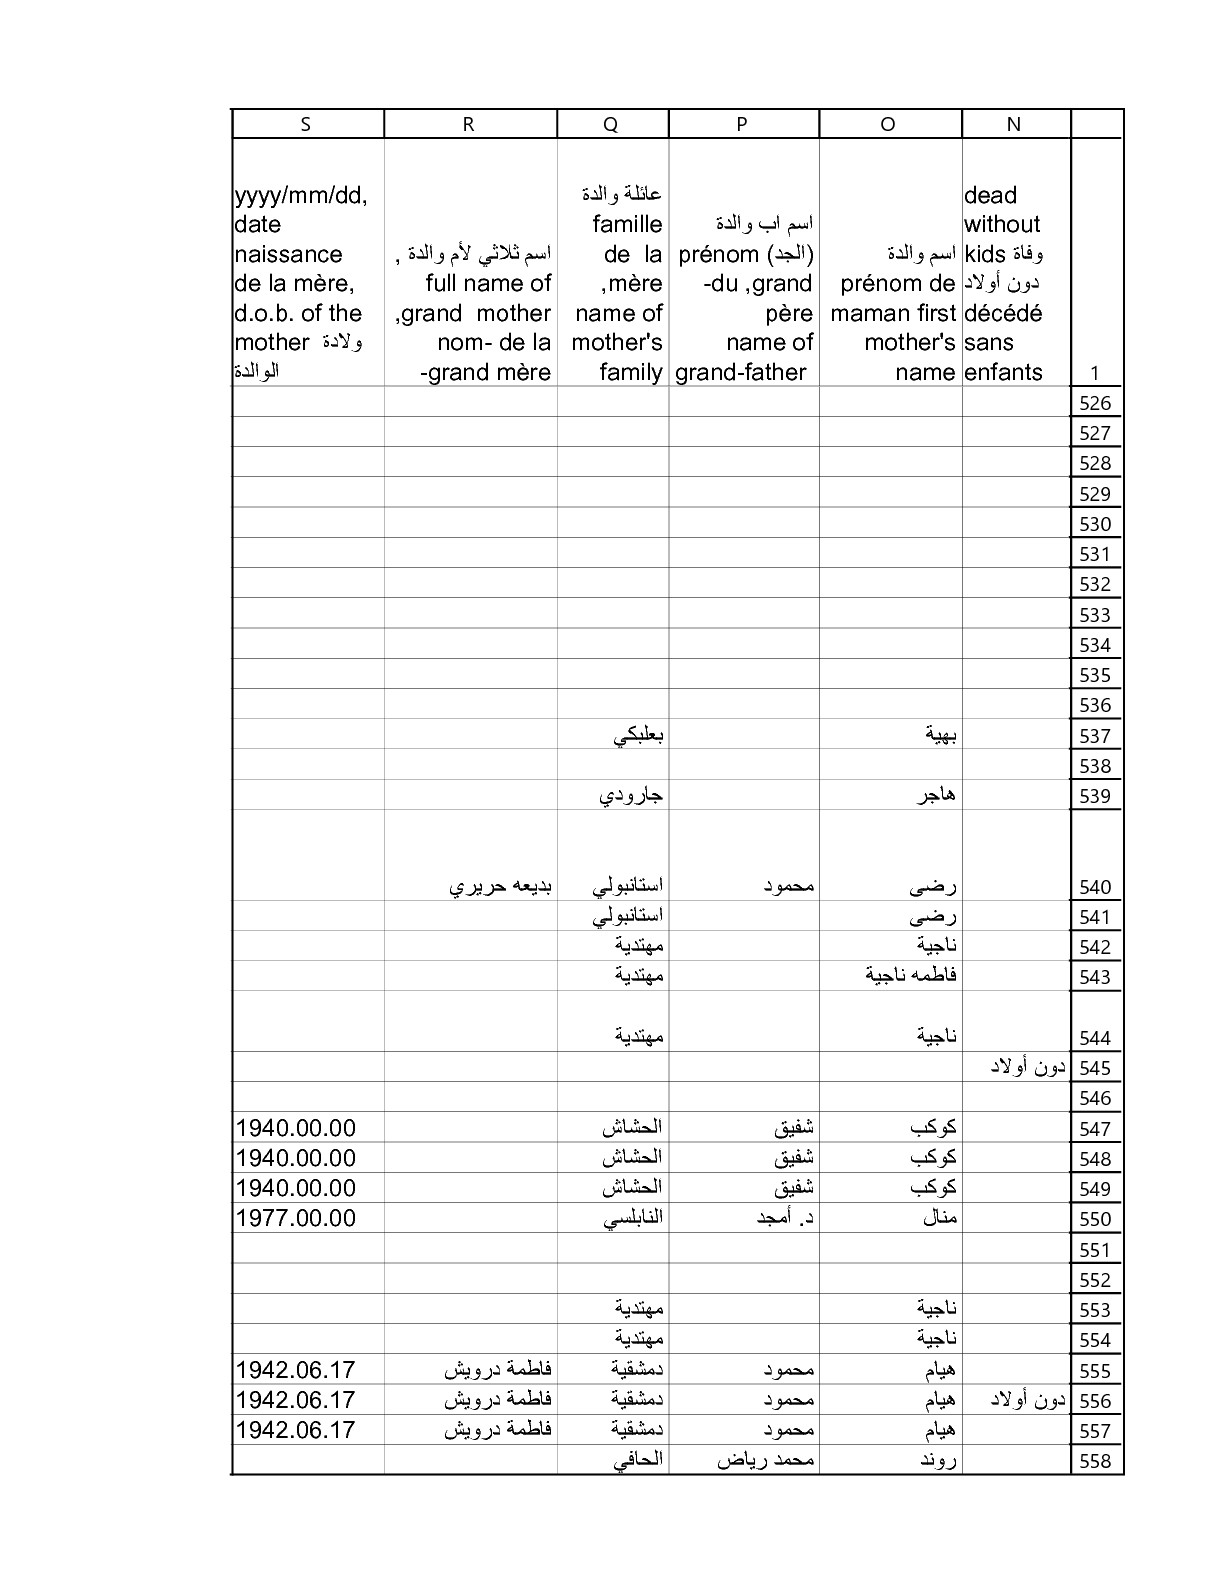 S R Q P O N
yyyy/mm/dd,
date
naissance
de la mère,
d.o.b. of the
mother ولادة
الوالدة
اسم ثلاثي لأم والدة ,
full name of
,grand mother
nom- de la
-grand mère
عائلة والدة
famille
de la
,mère
name of
mother's
family
اسم اب والدة
(الجد) prénom
-du ,grand
père
name of
grand-father
اسم والدة
prénom de
maman first
mother's
name
dead
without
kids وفاة
دون أولاد
décédé
sans
enfants
1
526
527
528
529
530
531
532
533
534
535
536
بعلبكي بهية 537
538
جارودي هاجر 539
بديعه حريري استانبولي محمود رضى 540
استانبولي رضى 541
مهتدية ناجية 542
مهتدية فاطمه ناجية 543
مهتدية ناجية 544
دون أولاد 545
546
1940.00.00 الحشاش شفيق كوكب 547
1940.00.00 الحشاش شفيق كوكب 548
1940.00.00 الحشاش شفيق كوكب 549
1977.00.00 النابلسي د. أمجد منال 550
551
552
مهتدية ناجية 553
مهتدية ناجية 554
1942.06.17 فاطمة درويش دمشقية محمود هيام 555
1942.06.17 فاطمة درويش دمشقية محمود هيام دون أولاد 556
1942.06.17 فاطمة درويش دمشقية محمود هيام 557
الحافي محمد رياض روند 558